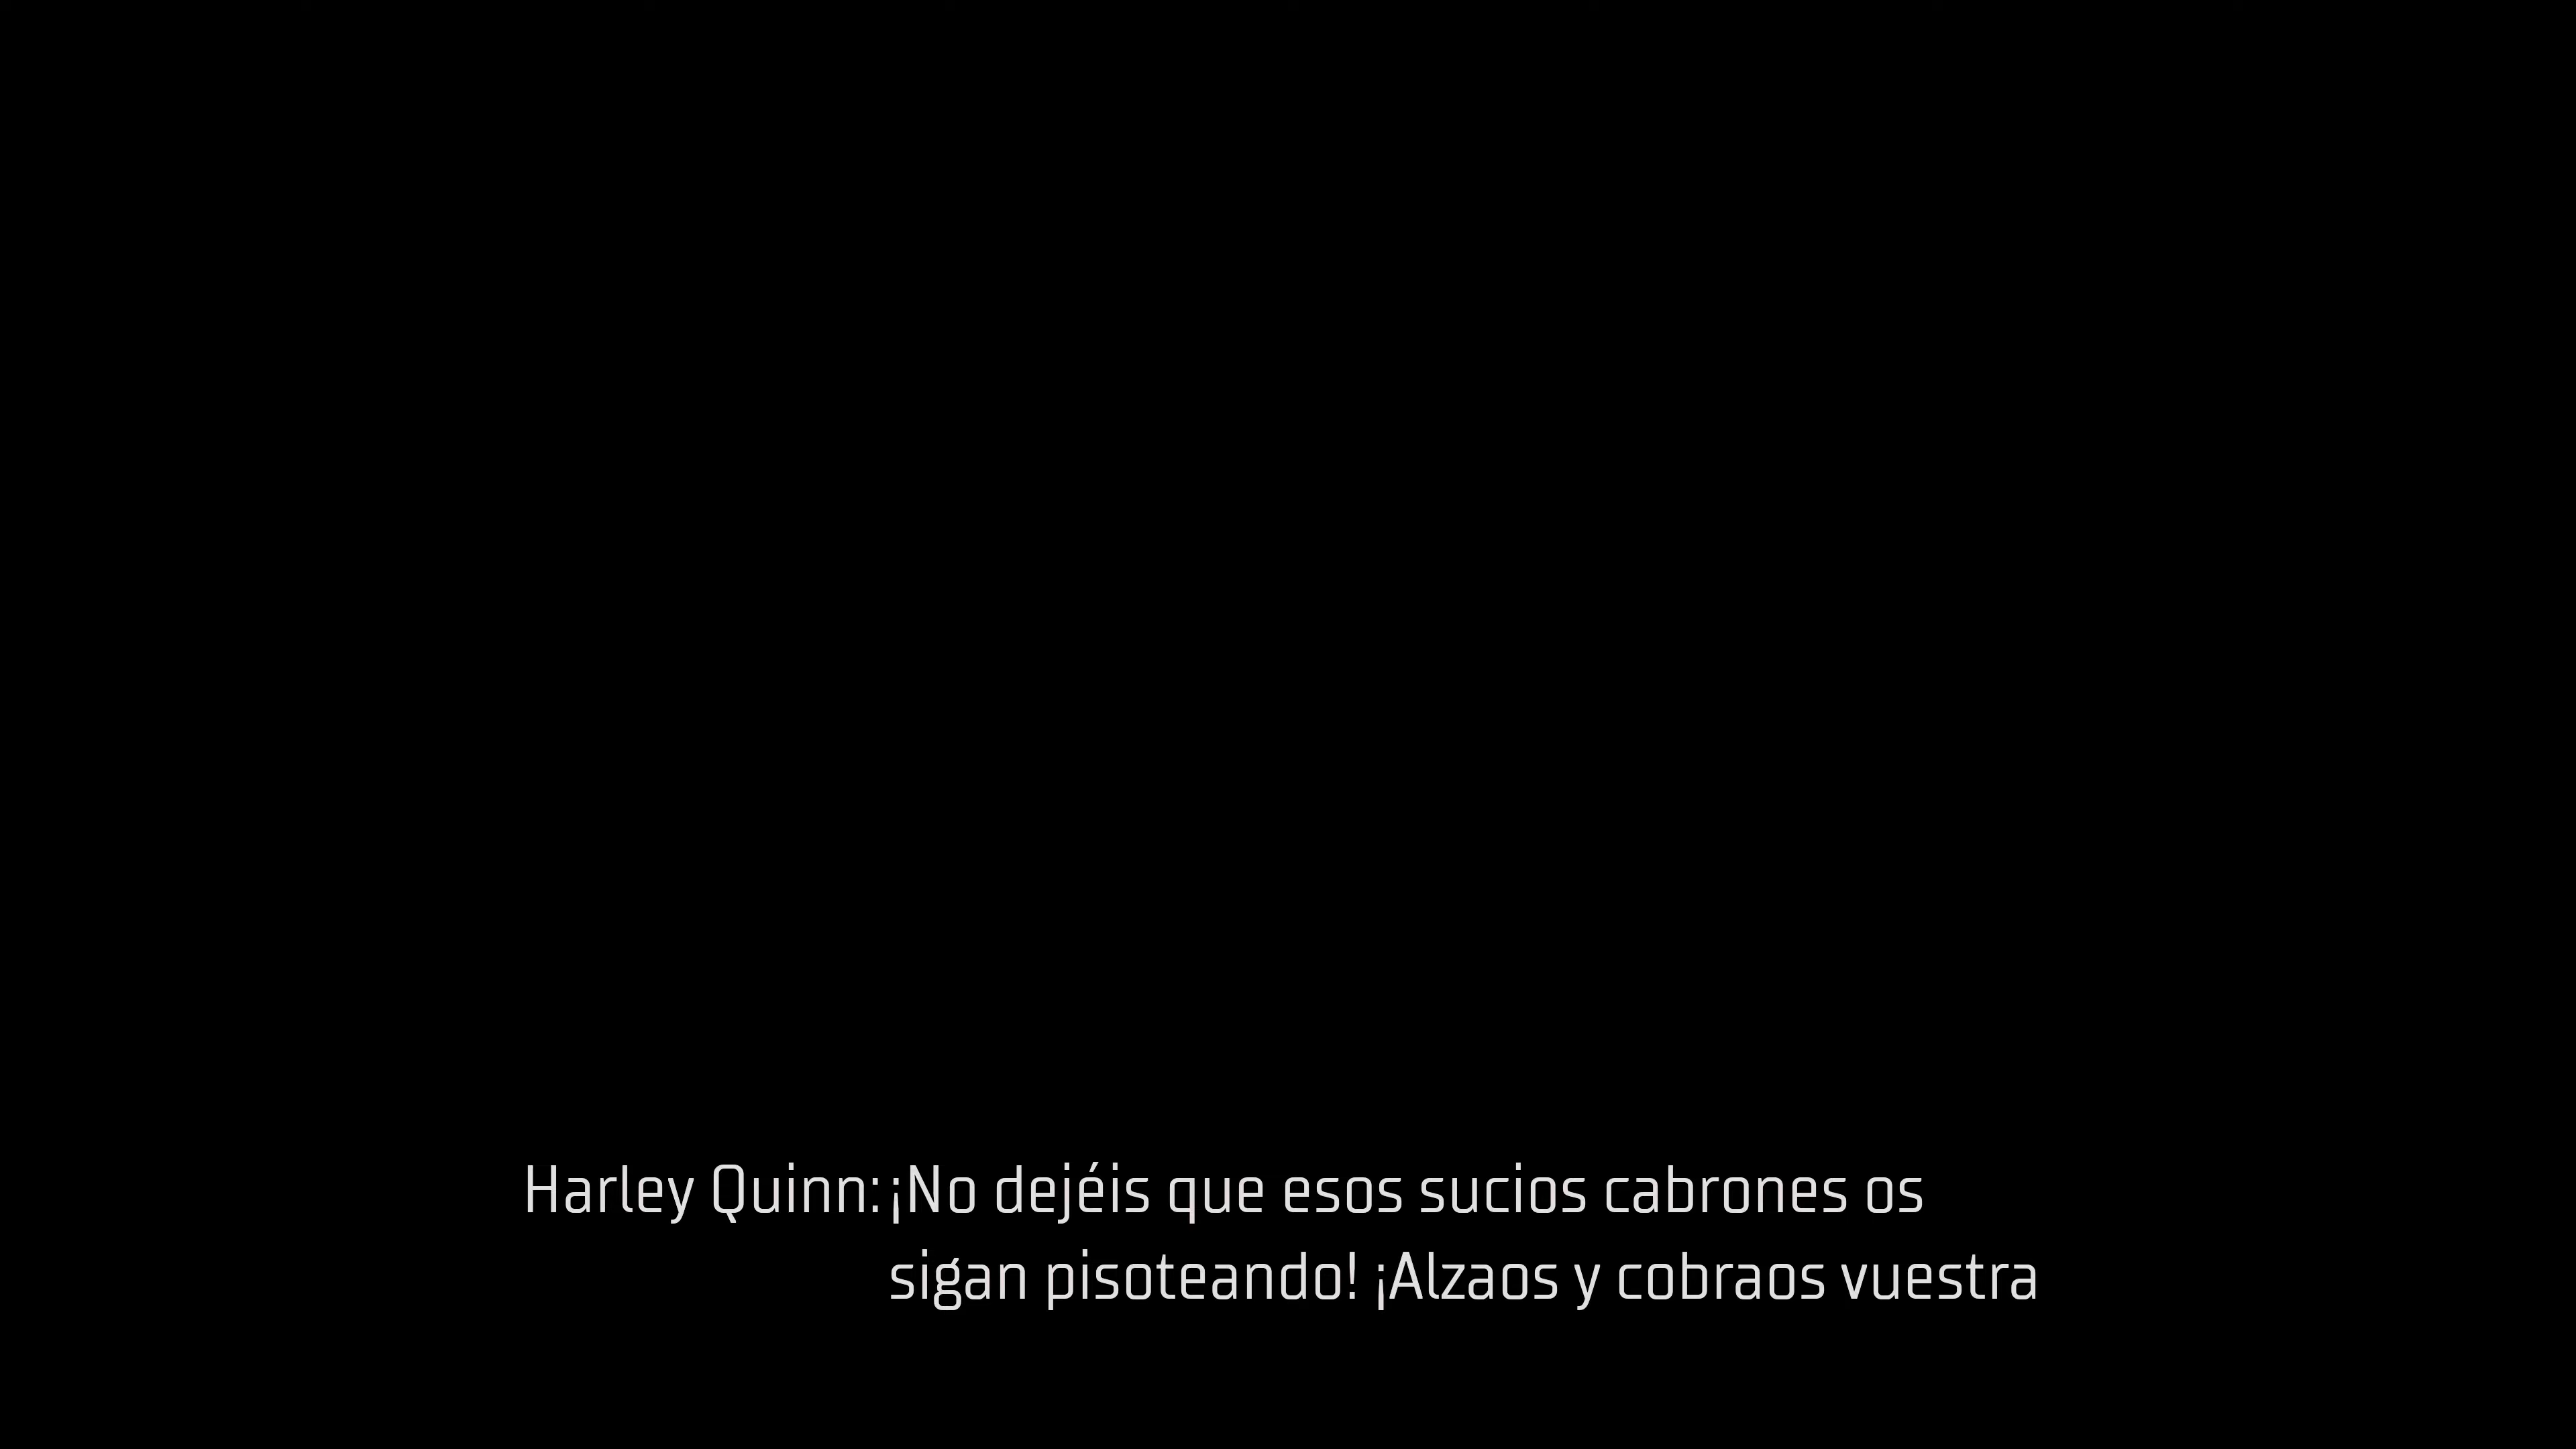 Harley Quinn: ¡No dejéis que esos sucios cabrones os
sigan pisoteando! ¡Alzaos y cobraos vuestra